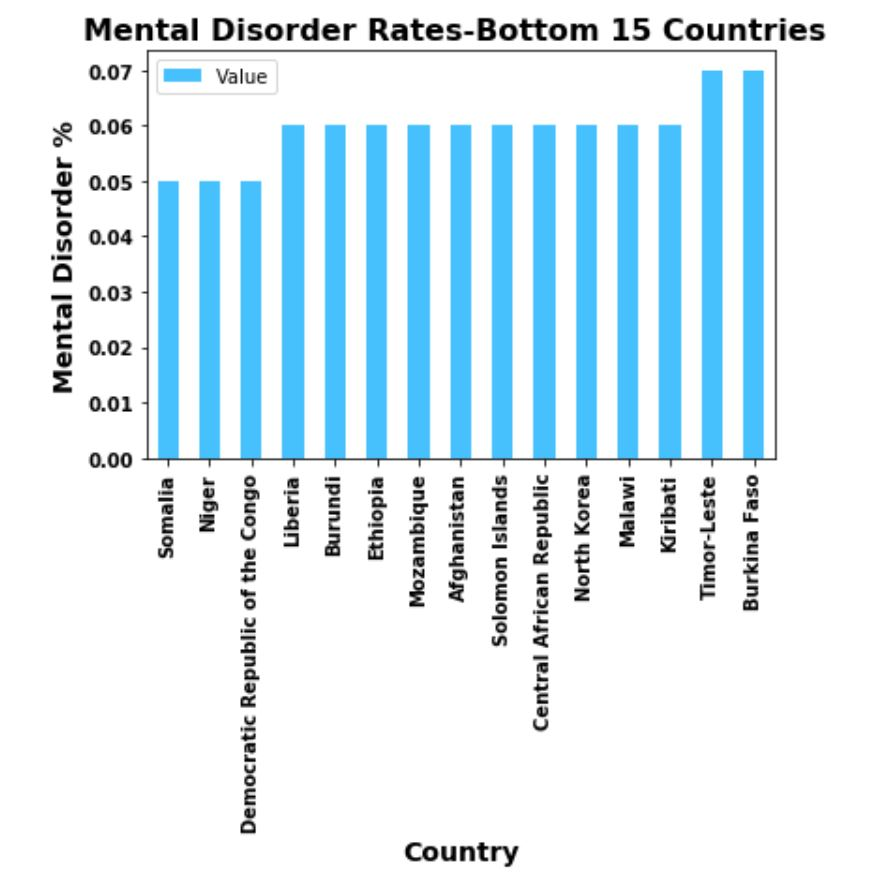 Mental Disorder Rates-Bottom 15 Countries
Value
Mental Disorder %
0.07
0.06
0.05
0.04
0.03
0.02
0.01
0.00
Somalia
Niger
Democratic Republic of the Congo
Liberia
Burundi
Ethiopia
Mozambique
Afghanistan
Solomon Islands
Central African Republic
North Korea
Malawi
Kiribati
Timor-Leste
Burkina Faso
Country